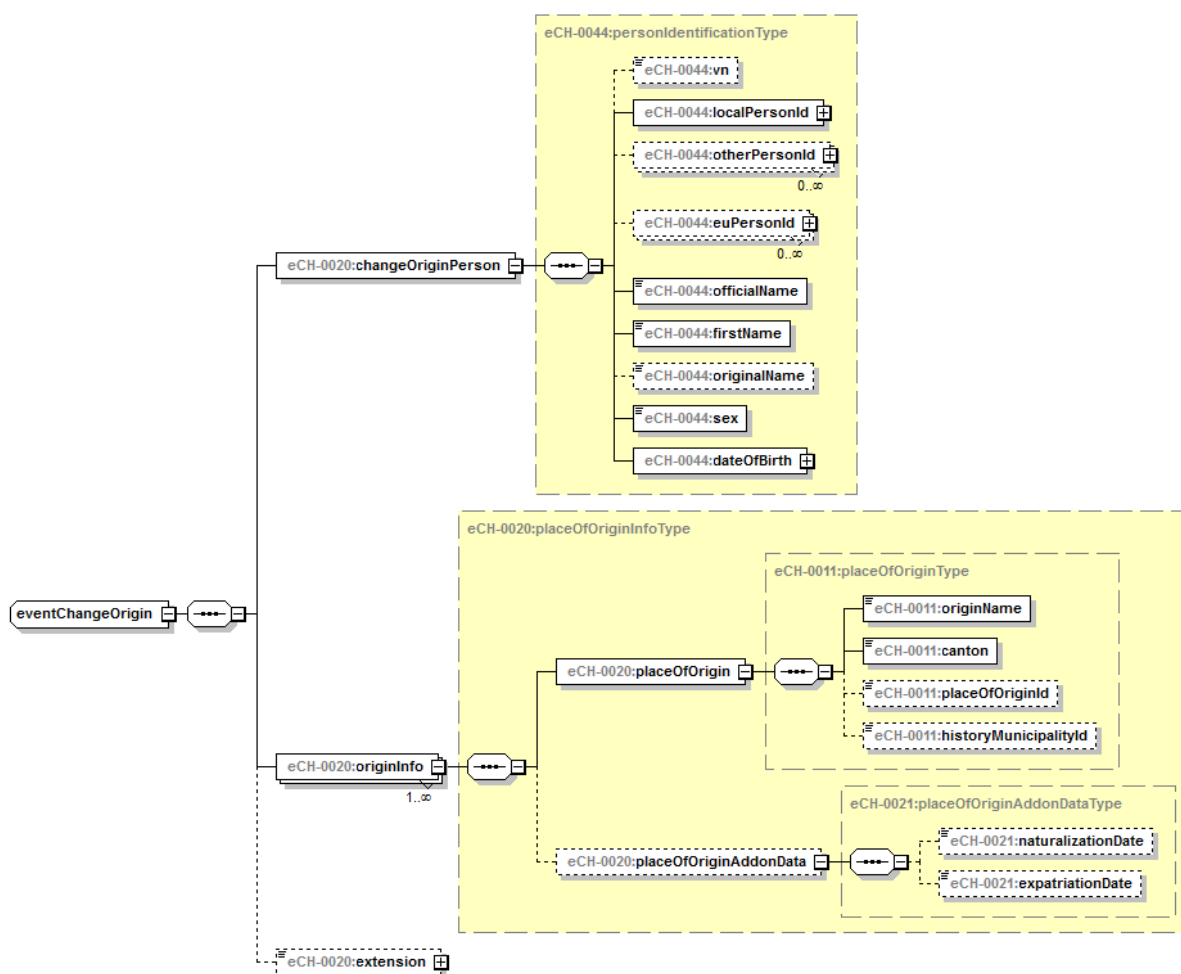 eCH-0044:personIdentificationType
eCH-0044:vn
eCH-0044:localPersonId
eCH-0044:otherPersonId
0..∞
eCH-0044:euPersonId
0..∞
eCH-0020:changeOriginPerson
eCH-0044:officialName
eCH-0044:firstName
eCH-0044:originalName
eCH-0044:sex
eCH-0044:dateOfBirth
eCH-0020:placeOfOriginInfoType
eCH-0011:placeOfOriginType
eventChangeOrigin
eCH-0011:originName
eCH-0011:canton
eCH-0020:placeOfOrigin
eCH-0011:placeOfOriginId
eCH-0011:historyMunicipalityId
eCH-0020:originInfo
1..∞
eCH-0021:placeOfOriginAddonDataType
eCH-0021:naturalizationDate
eCH-0020:placeOfOriginAddonData
eCH-0021:expatriationDate
eCH-0020:extension